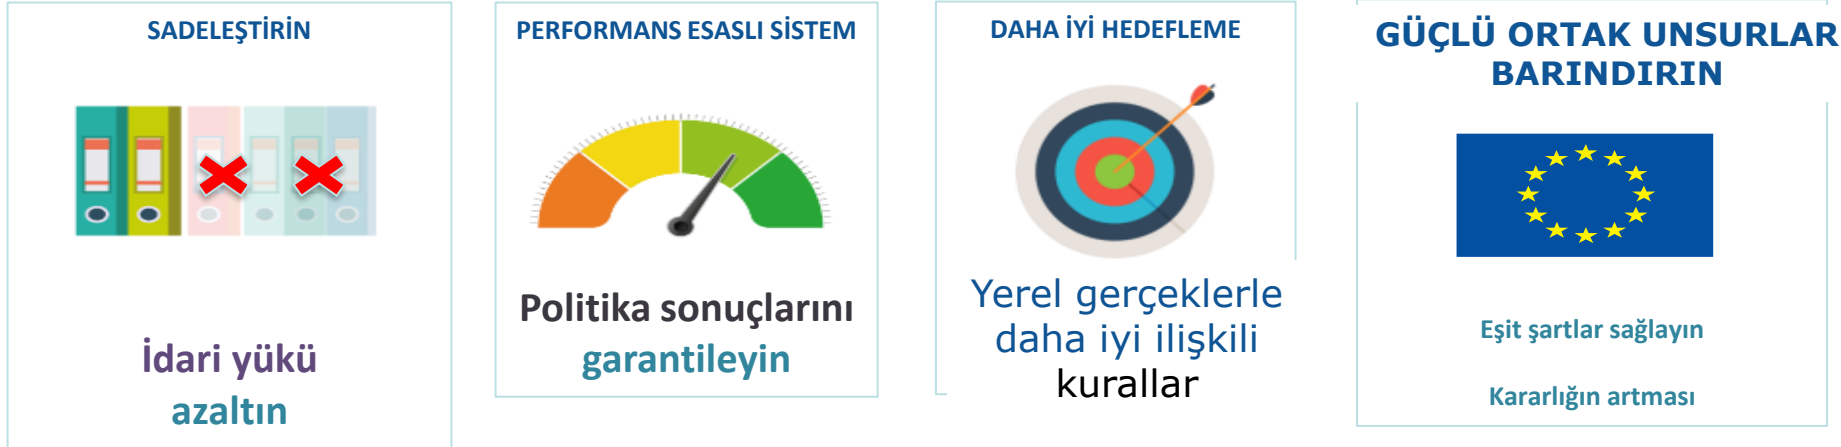 SADELEŞTİRİN
İdari yükü
azaltın
PERFORMANS ESASLI SİSTEM
Politika sonuçlarını
garantileyin
DAHA İYİ HEDEFLEME
Yerel gerçeklerle
daha iyi ilişkili
kurallar
GÜÇLÜ ORTAK UNSURLAR
BARINDIRIN
Eşit şartlar sağlayın
Kararlığın artması